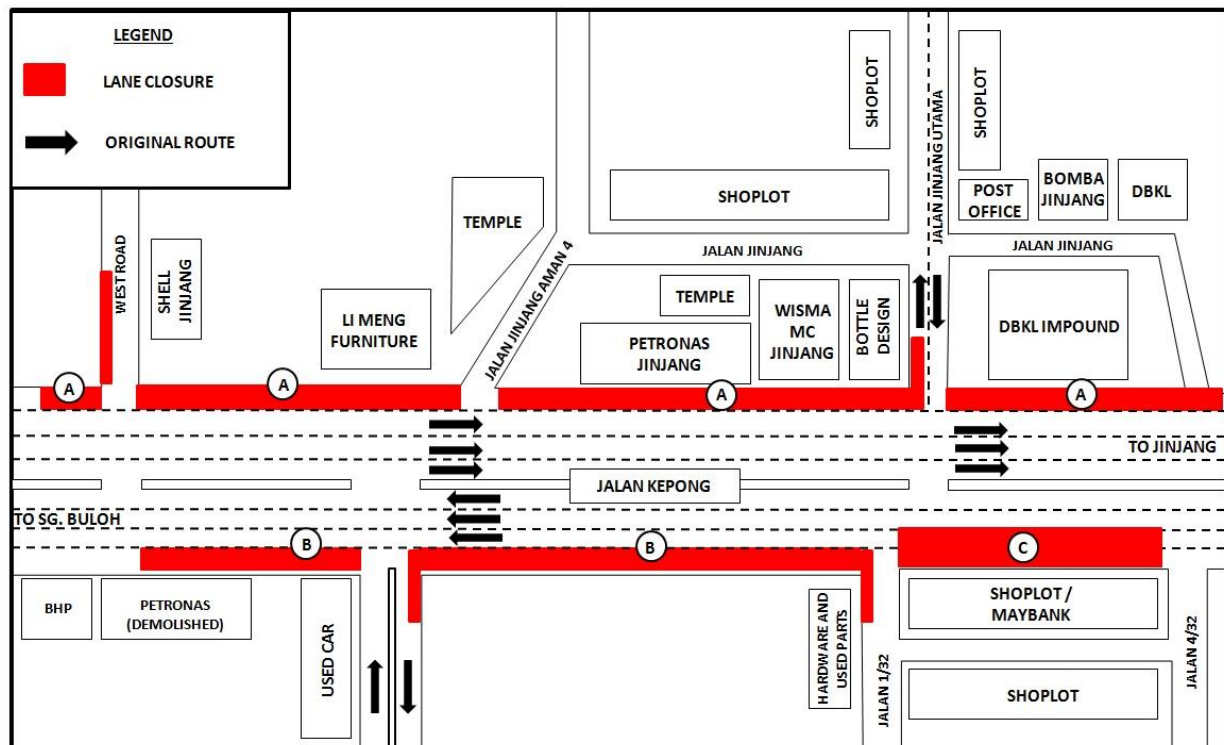 LEGEND
LANE CLOSURE
ORIGINAL ROUTE
SHOPLOT
JALAN JINJANG UTAMA
SHOPLOT
POST
OFFICE
BOMBA
JINJANG
DBKL
SHOPLOT
TEMPLE
WEST ROAD
SHELL
JINJANG
LI MENG
FURNITURE
JALAN JINJANG AMAN 4
JALAN JINJANG
JALAN JINJANG
TEMPLE
PETRONAS
JINJANG
WISMA
MC
JINJANG
BOTTLE
DESIGN
DBKL IMPOUND
A
A
A
A
TO JINJANG
JALAN KEPONG
TO SG. BULOH
B
B
C
BHP
PETRONAS
(DEMOLISHED)
USED CAR
HARDWARE AND
USED PARTS
JALAN 1/32
SHOPLOT /
MAYBANK
SHOPLOT
JALAN 4/32